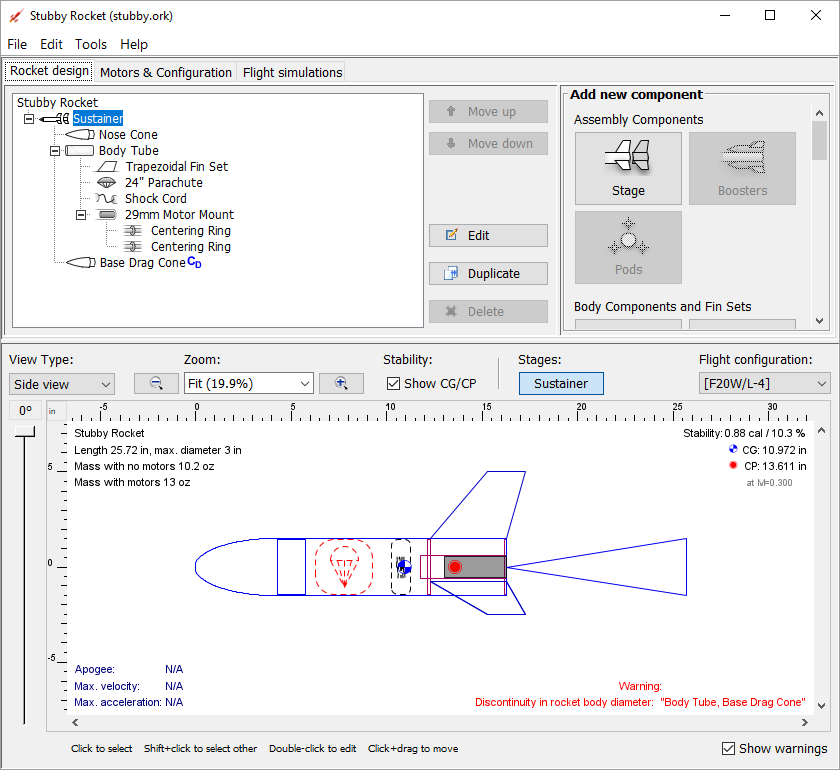 Stubby Rocket (stubby.ork)
File Edit Tools Help
Rocket design Motors & Configuration Flight simulations
Stubby Rocket
Sustainer
Nose Cone
Body Tube
Trapezoidal Fin Set
24" Parachute
Shock Cord
29mm Motor Mount
Centering Ring
Centering Ring
Base Drag Cone CD
Move up
Move down
Edit
Duplicate
Delete
Add new component
Assembly Components
Stage Boosters
Pods
Body Components and Fin Sets
View Type: Zoom: Stability: Stages: Flight configuration:
Side view Fit (19.9%) Show CG/CP Sustainer [F20W/L-4]
0° in -5 0 5 10 15 20 25 30
5
0
-5
Stubby Rocket
Length 25.72 in, max. diameter 3 in
Mass with no motors 10.2 oz
Mass with motors 13 oz
Stability: 0.88 cal / 10.3 %
CG: 10.972 in
CP: 13.611 in
at M=0.300
Apogee: N/A
Max. velocity: N/A
Max. acceleration: N/A
Warning:
Discontinuity in rocket body diameter: "Body Tube, Base Drag Cone"
Click to select Shift+click to select other Double-click to edit Click+drag to move
Show warnings